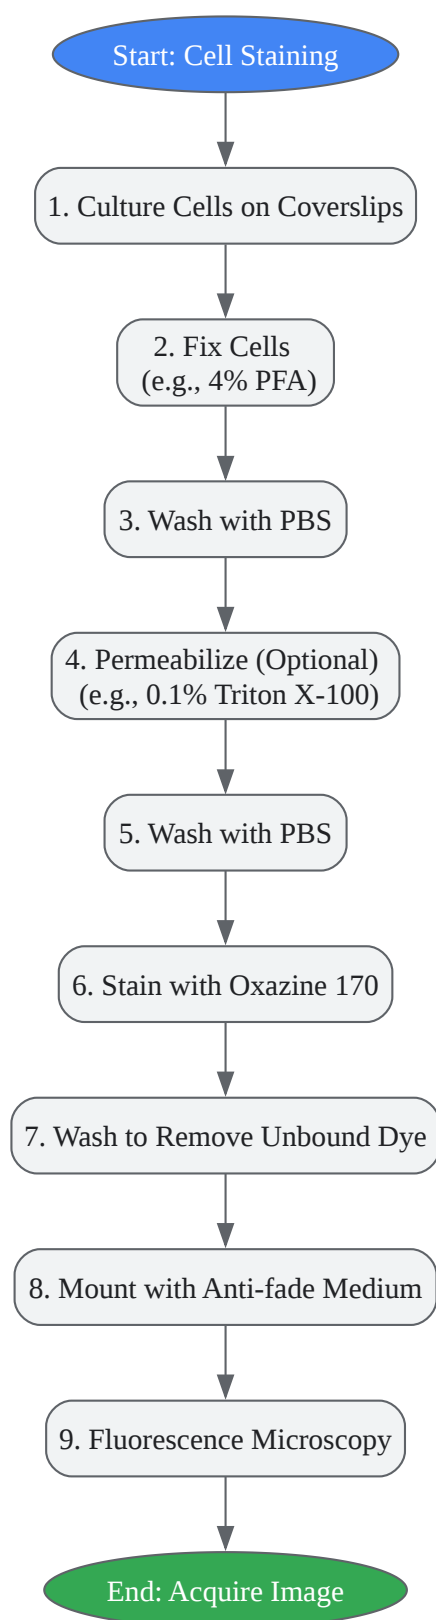 Start: Cell Staining
1. Culture Cells on Coverslips
2. Fix Cells
(e.g., 4% PFA)
3. Wash with PBS
4. Permeabilize (Optional)
(e.g., 0.1% Triton X-100)
5. Wash with PBS
6. Stain with Oxazine 170
7. Wash to Remove Unbound Dye
8. Mount with Anti-fade Medium
9. Fluorescence Microscopy
End: Acquire Image